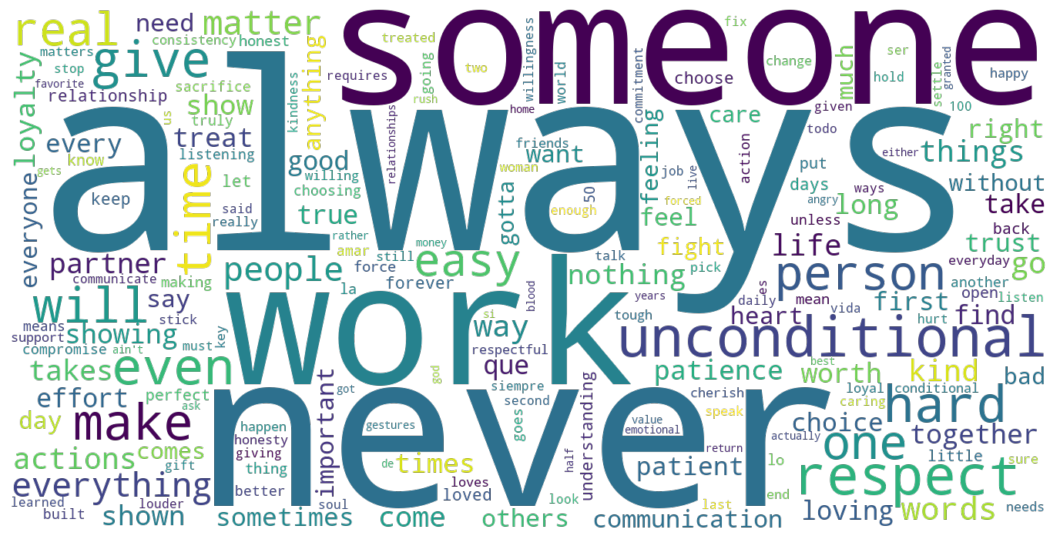 real
need
matter
someone
matters
consistency
honest
fix
treated
two
willingness
world
choose
change
ser
hold
settle
100
happy
granted
much
stop
favorite
relationship
sacrifice
give
us
requires
going
rush
home
commitment
loyalty
show
truly
kindness
anything
always
care
given
right
every
treat
listening
good
willing
friends
want
feeling
job
action
put
todo
either
things
know
gets
let
choosing
woman
relationships
days
ways
angry
without
everyone
keep
time
said
really
true
gotta
50
enough
forced
live
feel
unless
long
take
rather
amar
money
still
fight
life
back
trust
partner
communicate
making
people
force
la
forever
easy
talk
nothing
pick
person
everyday
another
go
will
say
stick
work
si
blood
years
tough
daily
es
mean
vida
first
open
listen
means
support
showing
key
way
heart
hurt
find
compromise
ain't
must
respectful
que
unconditional
takes
even
god
siempre
second
patience
worth
best
kind
bad
effort
perfect
ask
got
never
goes
understanding
cherish
loyal
conditional
caring
hard
day
make
happen
honesty
giving
important
gestures
value
emotional
speak
choice
together
actions
comes
gift
thing
times
de
loves
loved
half
look
patient
return
actually
one
little
sure
everything
better
soul
last
end
lo
respect
learned
built
louder
shown
sometimes
come
others
communication
loving
words
needs